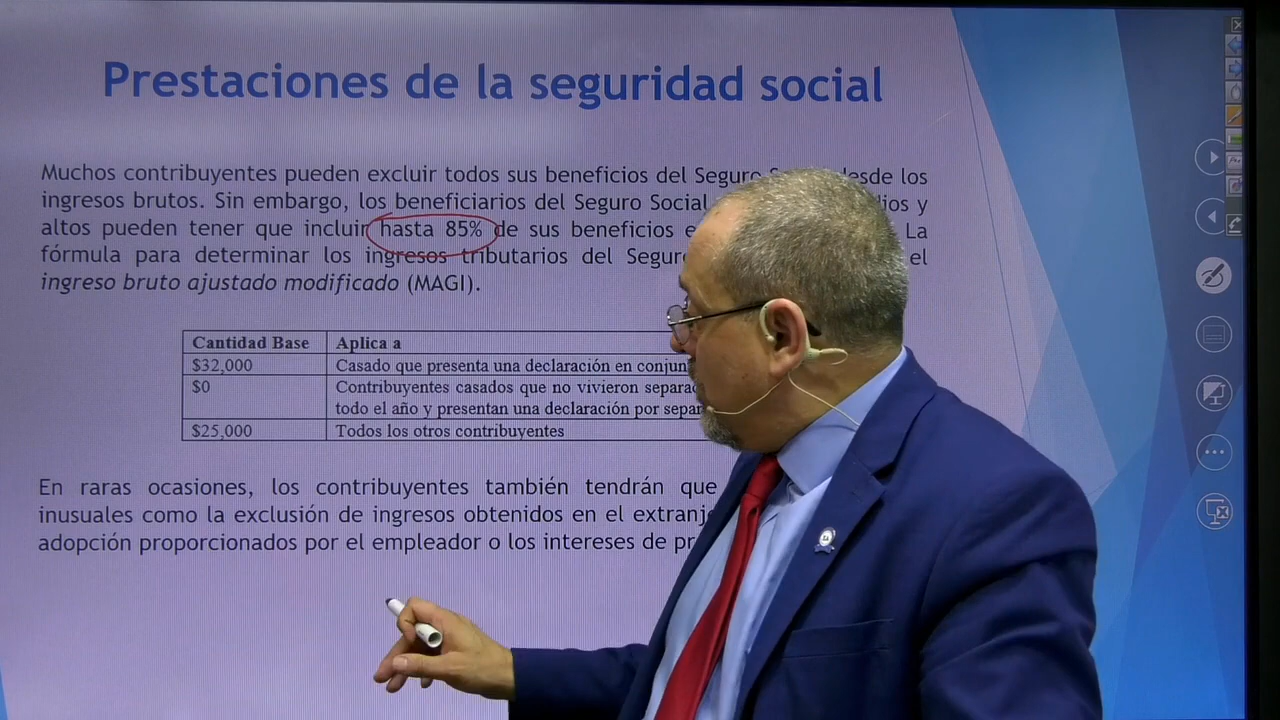 Prestaciones de la seguridad social
Muchos contribuyentes pueden excluir todos sus beneficios del Seguro desde los
ingresos brutos. Sin embargo, los beneficiarios del Seguro Social y
altos pueden tener que incluir hasta 85% de sus beneficios La
fórmula para determinar los ingresos tributarios del Seguro el
ingreso bruto ajustado modificado (MAGI).
Cantidad Base Aplica a
$32,000 Casado que presenta una declaración en
$0 Contribuyentes casados que no vivieron
todo el año y presentan una declaración por
$25,000 Todos los otros contribuyentes
En raras ocasiones, los contribuyentes también tendrán que
inusuales como la exclusión de ingresos obtenidos en el
adopción proporcionados por el empleador o los intereses de